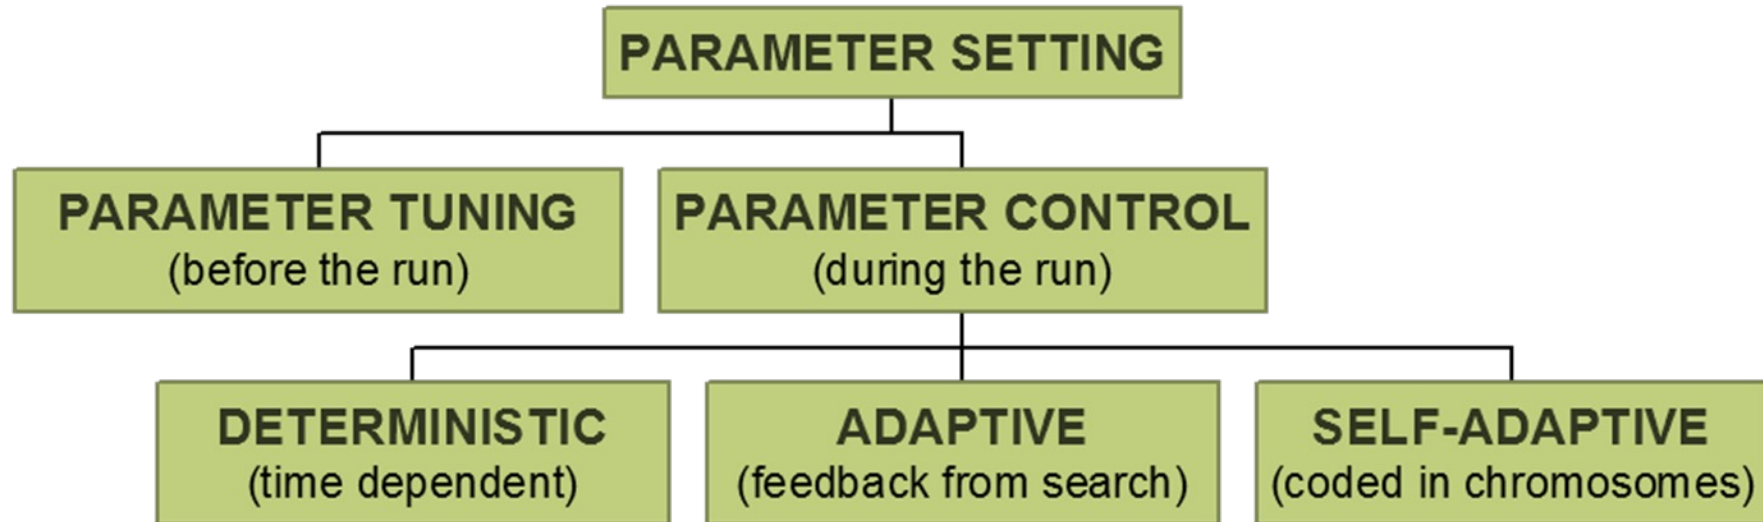 PARAMETER SETTING
PARAMETER TUNING
(before the run)
PARAMETER CONTROL
(during the run)
DETERMINISTIC
(time dependent)
ADAPTIVE
(feedback from search)
SELF-ADAPTIVE
(coded in chromosomes)